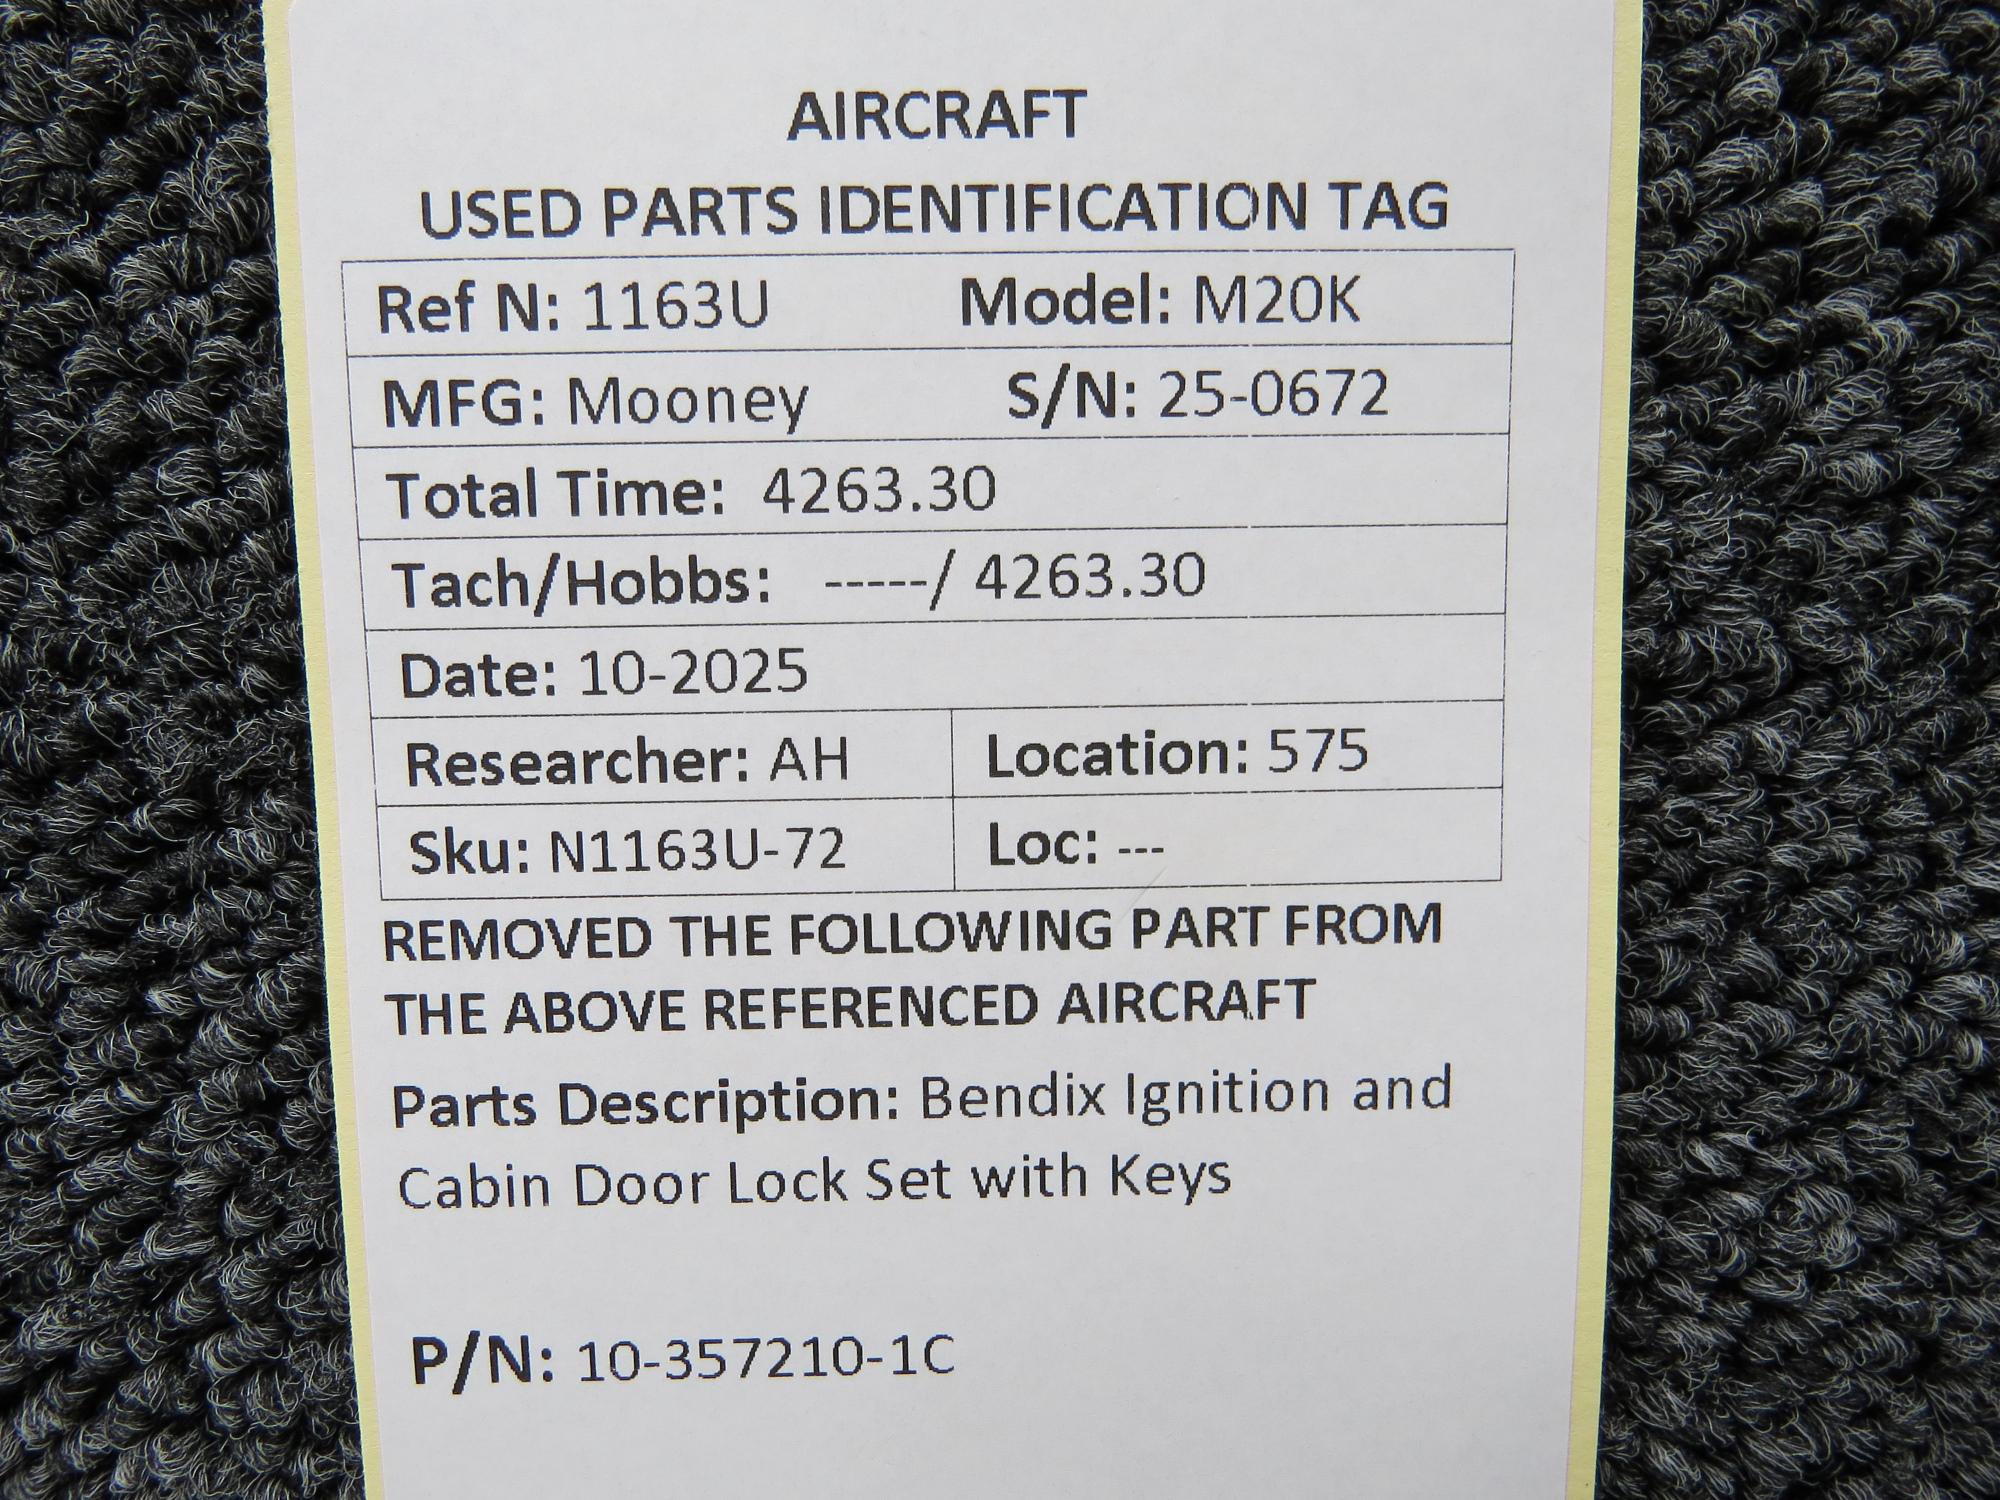 AIRCRAFT
USED PARTS IDENTIFICATION TAG
Ref N: 1163U Model: M20K
MFG: Mooney S/N: 25-0672
Total Time: 4263.30
Tach/Hobbs: -----/ 4263.30
Date: 10-2025
Researcher: AH Location: 575
Sku: N1163U-72 Loc: ---
REMOVED THE FOLLOWING PART FROM
THE ABOVE REFERENCED AIRCRAFT
Parts Description: Bendix Ignition and
Cabin Door Lock Set with Keys
P/N: 10-357210-1C